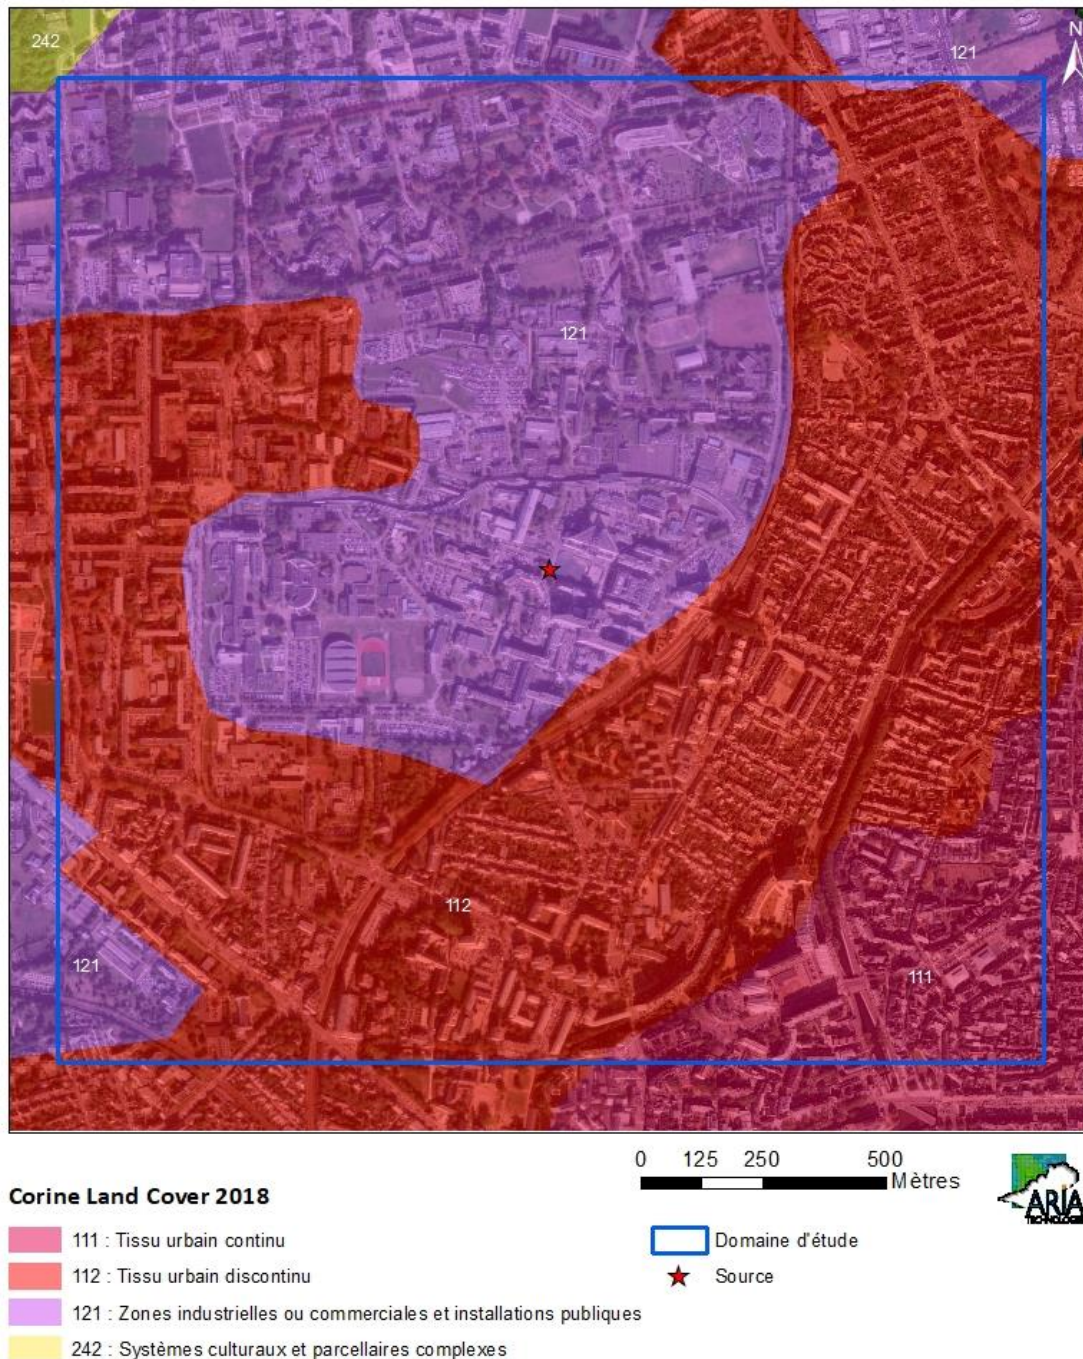 242
121
N
121
112
121
111
0 125 250 500
Mètres
Corine Land Cover 2018
111 : Tissu urbain continu
112 : Tissu urbain discontinu
121 : Zones industrielles ou commerciales et installations publiques
242 : Systèmes culturaux et parcellaires complexes
Domaine d'étude
Source
ARIA